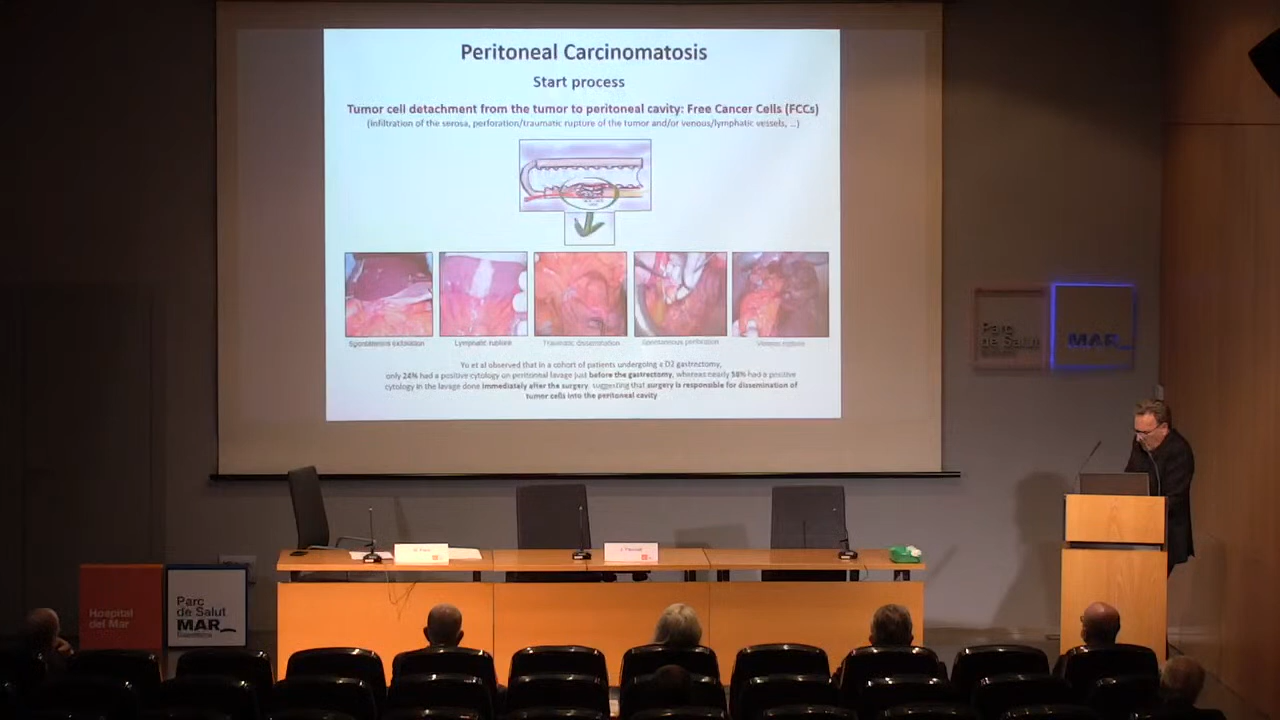 Peritoneal Carcinomatosis
Start process
Tumor cell detachment from the tumor to peritoneal cavity: Free Cancer Cells (FCCs)
(infiltration of the serosa, perforation/traumatic rupture of the tumor and/or venous/lymphatic vessels, ...)
Spontaneous exfoliation
Lymphatic rupture
Traumatic dissemination
Spontaneous perforation
Venous rupture
Yu et al observed that in a cohort of patients undergoing a D2 gastrectomy,
only 24% had a positive cytology on peritoneal lavage just before the gastrectomy, whereas nearly 58% had a positive
cytology in the lavage done immediately after the surgery, suggesting that surgery is responsible for dissemination of
tumor cells into the peritoneal cavity
Parc
de Salut
MAR_
Hospital
del Mar
Parc
de Salut
MAR_
Barcelona